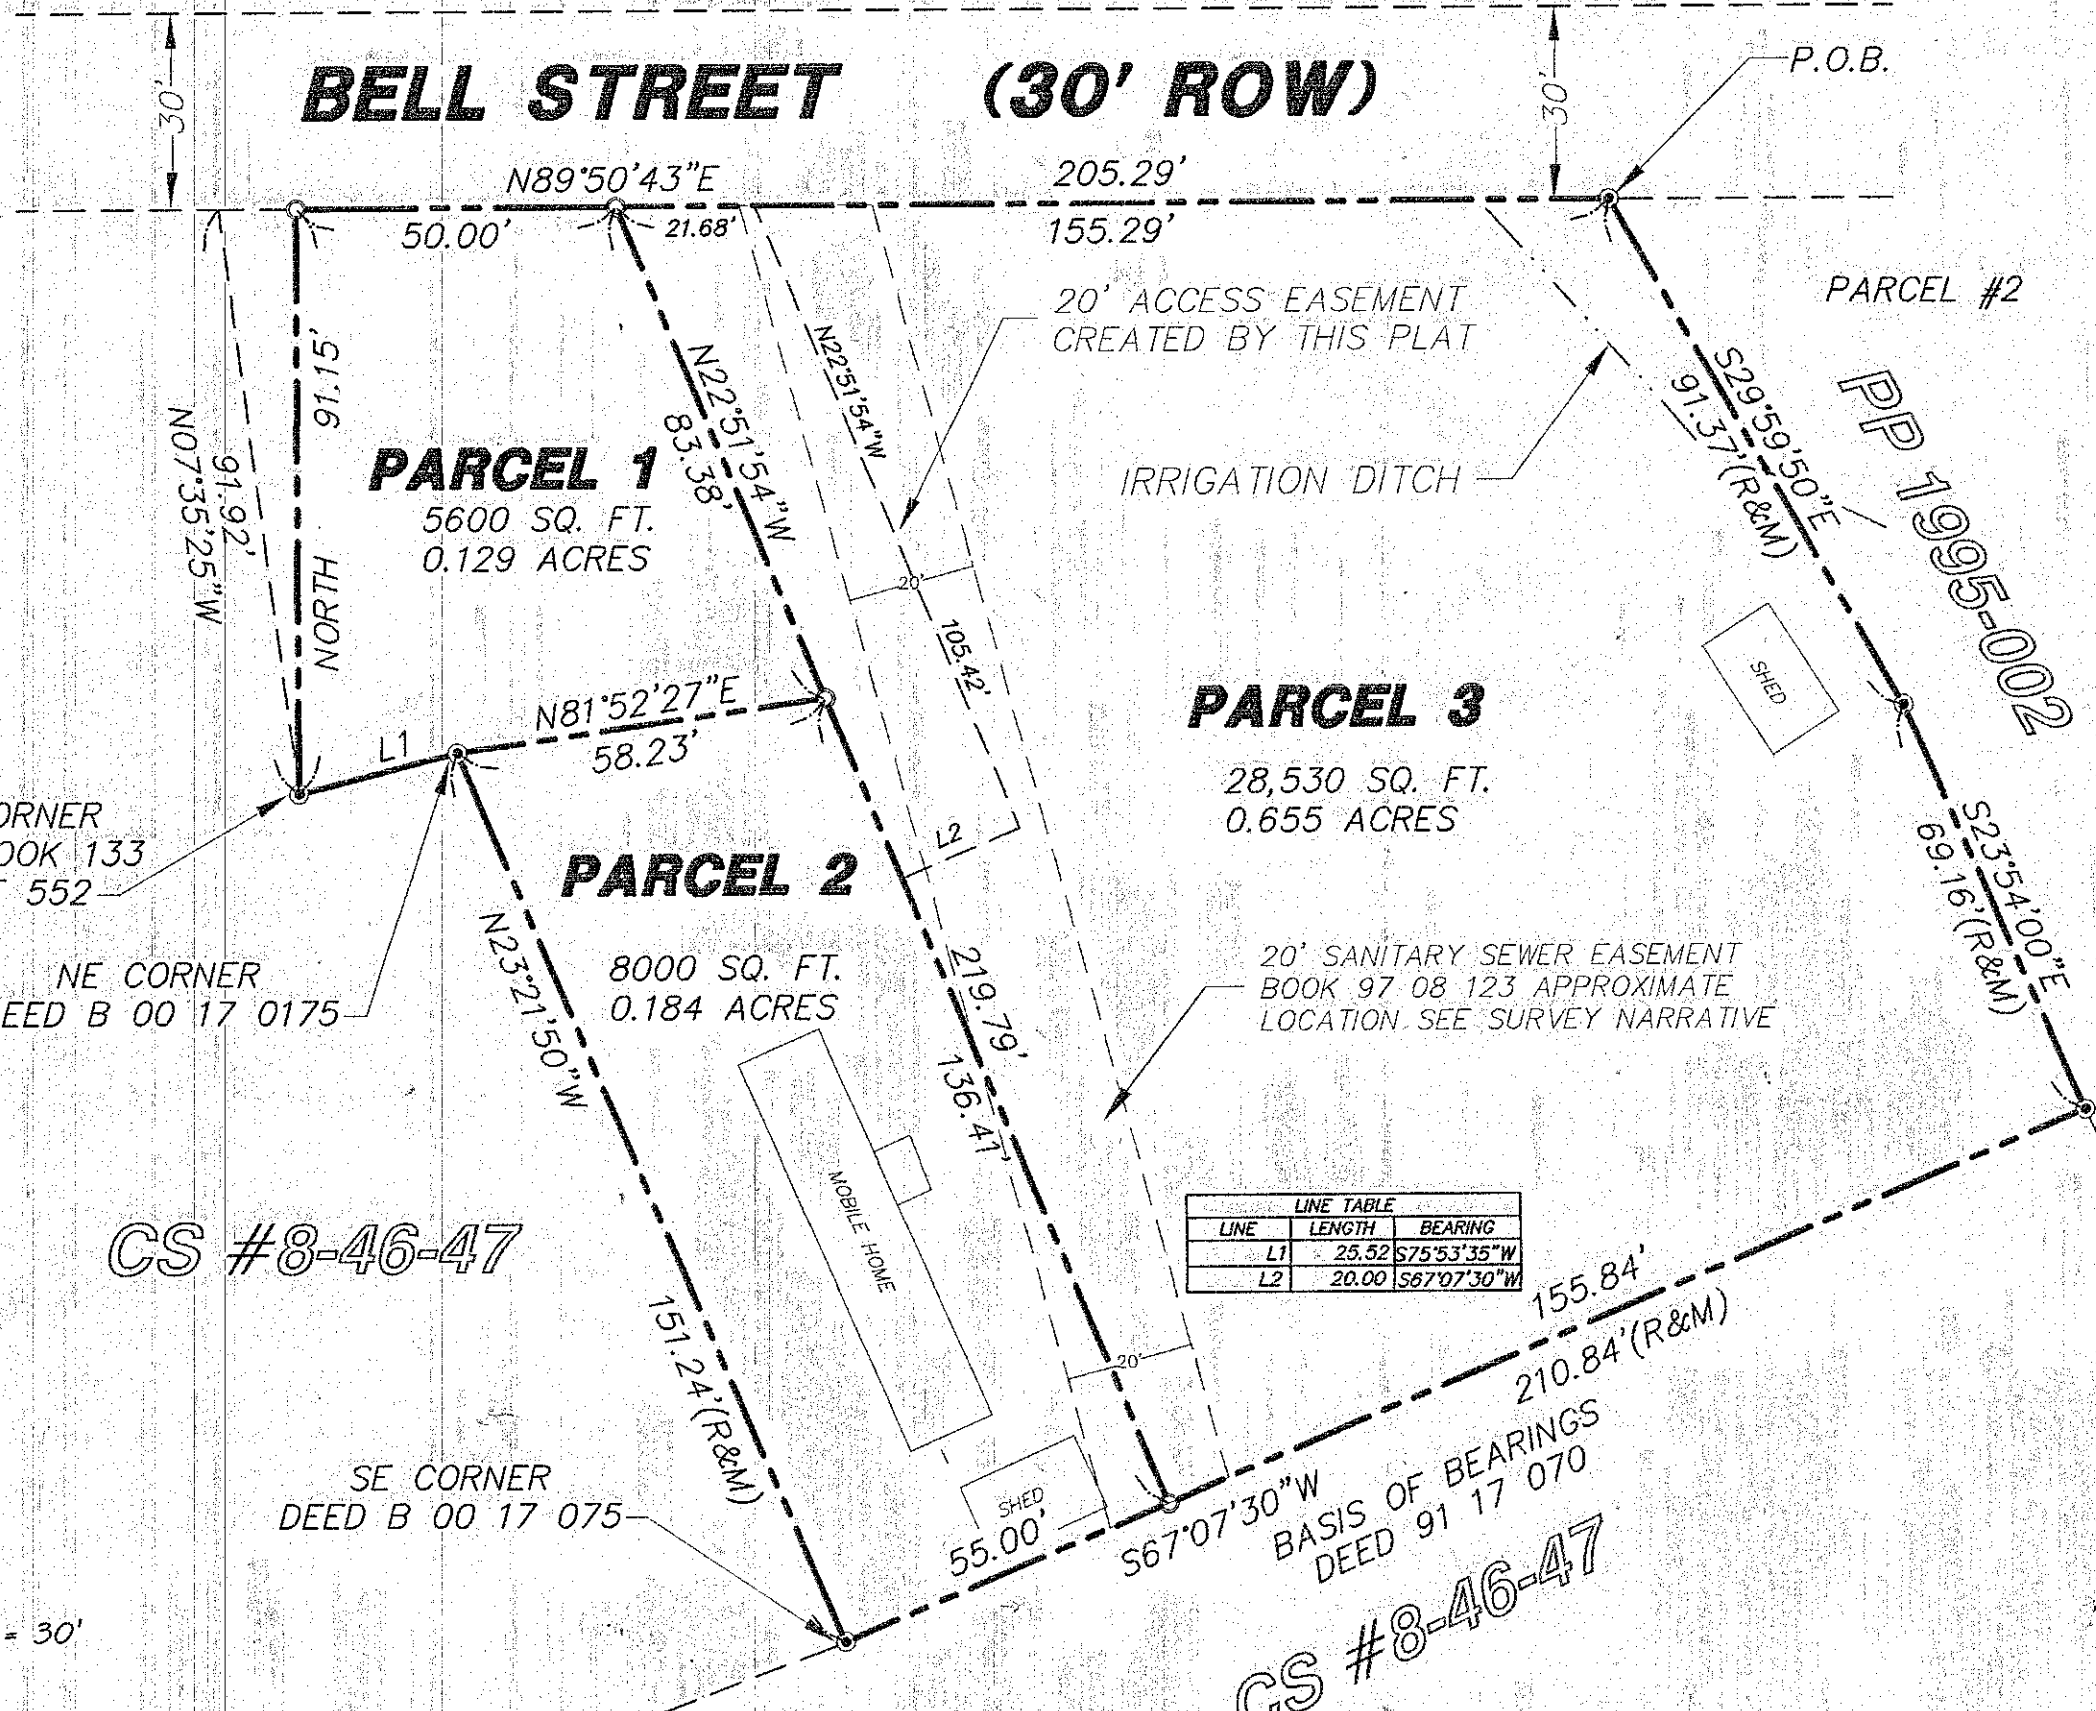 BELL STREET (30' ROW)
30'
30'
P.O.B.
N89°50'43"E
205.29'
50.00'
21.68'
155.29'
20' ACCESS EASEMENT
CREATED BY THIS PLAT
PARCEL #2
91.15'
NORTH
N07°35'25"W
91.92'
N22°51'54"W
83.38'
N22°51'54"W
S29°59'50"E
91.37'(R&M)
PP 1995-002
PARCEL 1
5600 SQ. FT.
0.129 ACRES
IRRIGATION DITCH
20'
105.42'
SHED
N81°52'27"E
58.23'
L1
PARCEL 3
28,530 SQ. FT.
0.655 ACRES
ORNER
OOK 133
552
L2
PARCEL 2
8000 SQ. FT.
0.184 ACRES
S23°54'00"E
69.16'(R&M)
NE CORNER
EED B 00 17 0175
N23°21'50"W
151.24'(R&M)
219.79'
136.41'
20' SANITARY SEWER EASEMENT
BOOK 97 08 123 APPROXIMATE
LOCATION SEE SURVEY NARRATIVE
MOBILE HOME
CS #8-46-47
LINE TABLE
LINE LENGTH BEARING
L1 25.52 S75°53'35"W
L2 20.00 S67°07'30"W
20'
155.84'
210.84'(R&M)
SE CORNER
DEED B 00 17 075
SHED
55.00'
S67°07'30"W
BASIS OF BEARINGS
DEED 91 17 070
CS #8-46-47
= 30'